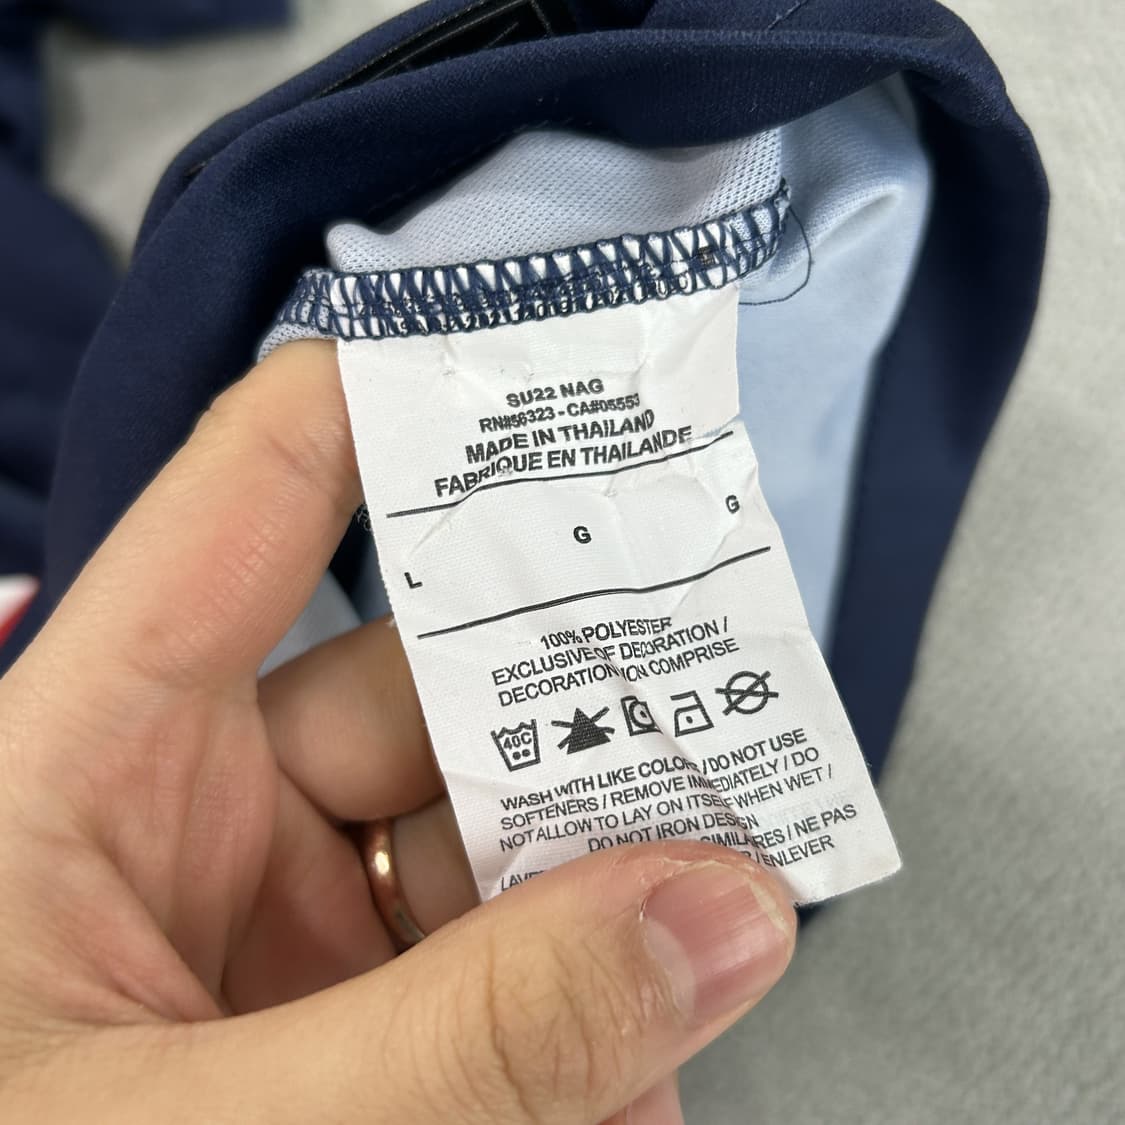 SU22 NAG
RN#56323 - CA#05553
MADE IN THAILAND
FABRIQUE EN THAILANDE
L G G
100% POLYESTER
EXCLUSIVE OF DECORATION /
DECORATION NON COMPRISE
40C
WASH WITH LIKE COLORS / DO NOT USE
SOFTENERS / REMOVE IMMEDIATELY / DO
NOT ALLOW TO LAY ON ITSELF WHEN WET /
DO NOT IRON DESIGN
SIMILAIRES / NE PAS
/ ENLEVER